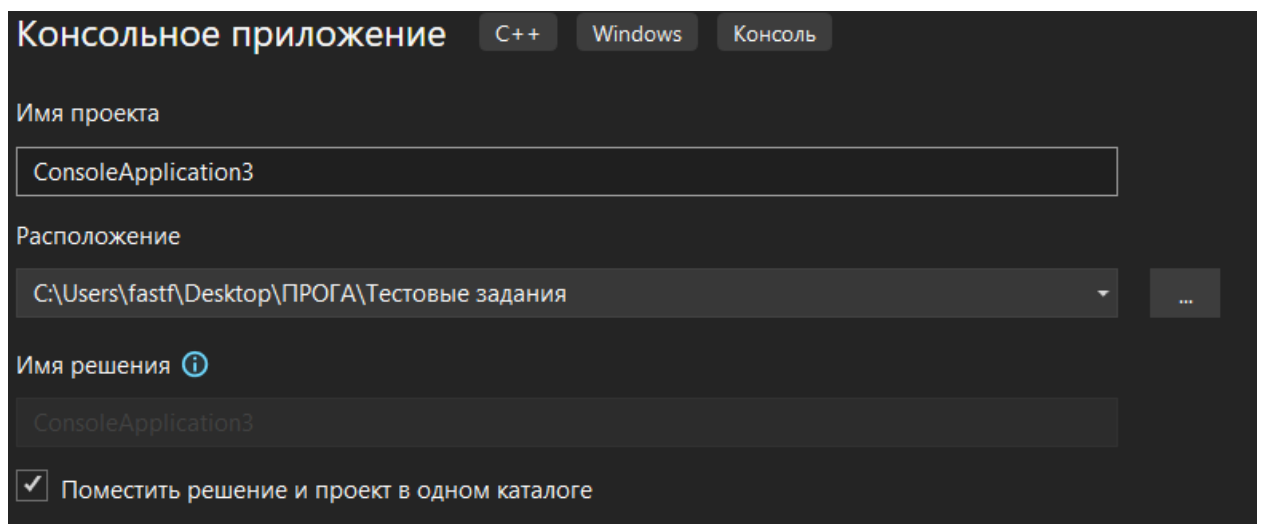 Консольное приложение C++ Windows Консоль
Имя проекта
ConsoleApplication3
Расположение
C:\Users\fastf\Desktop\ПРОГА\Тестовые задания
...
Имя решения
ConsoleApplication3
Поместить решение и проект в одном каталоге